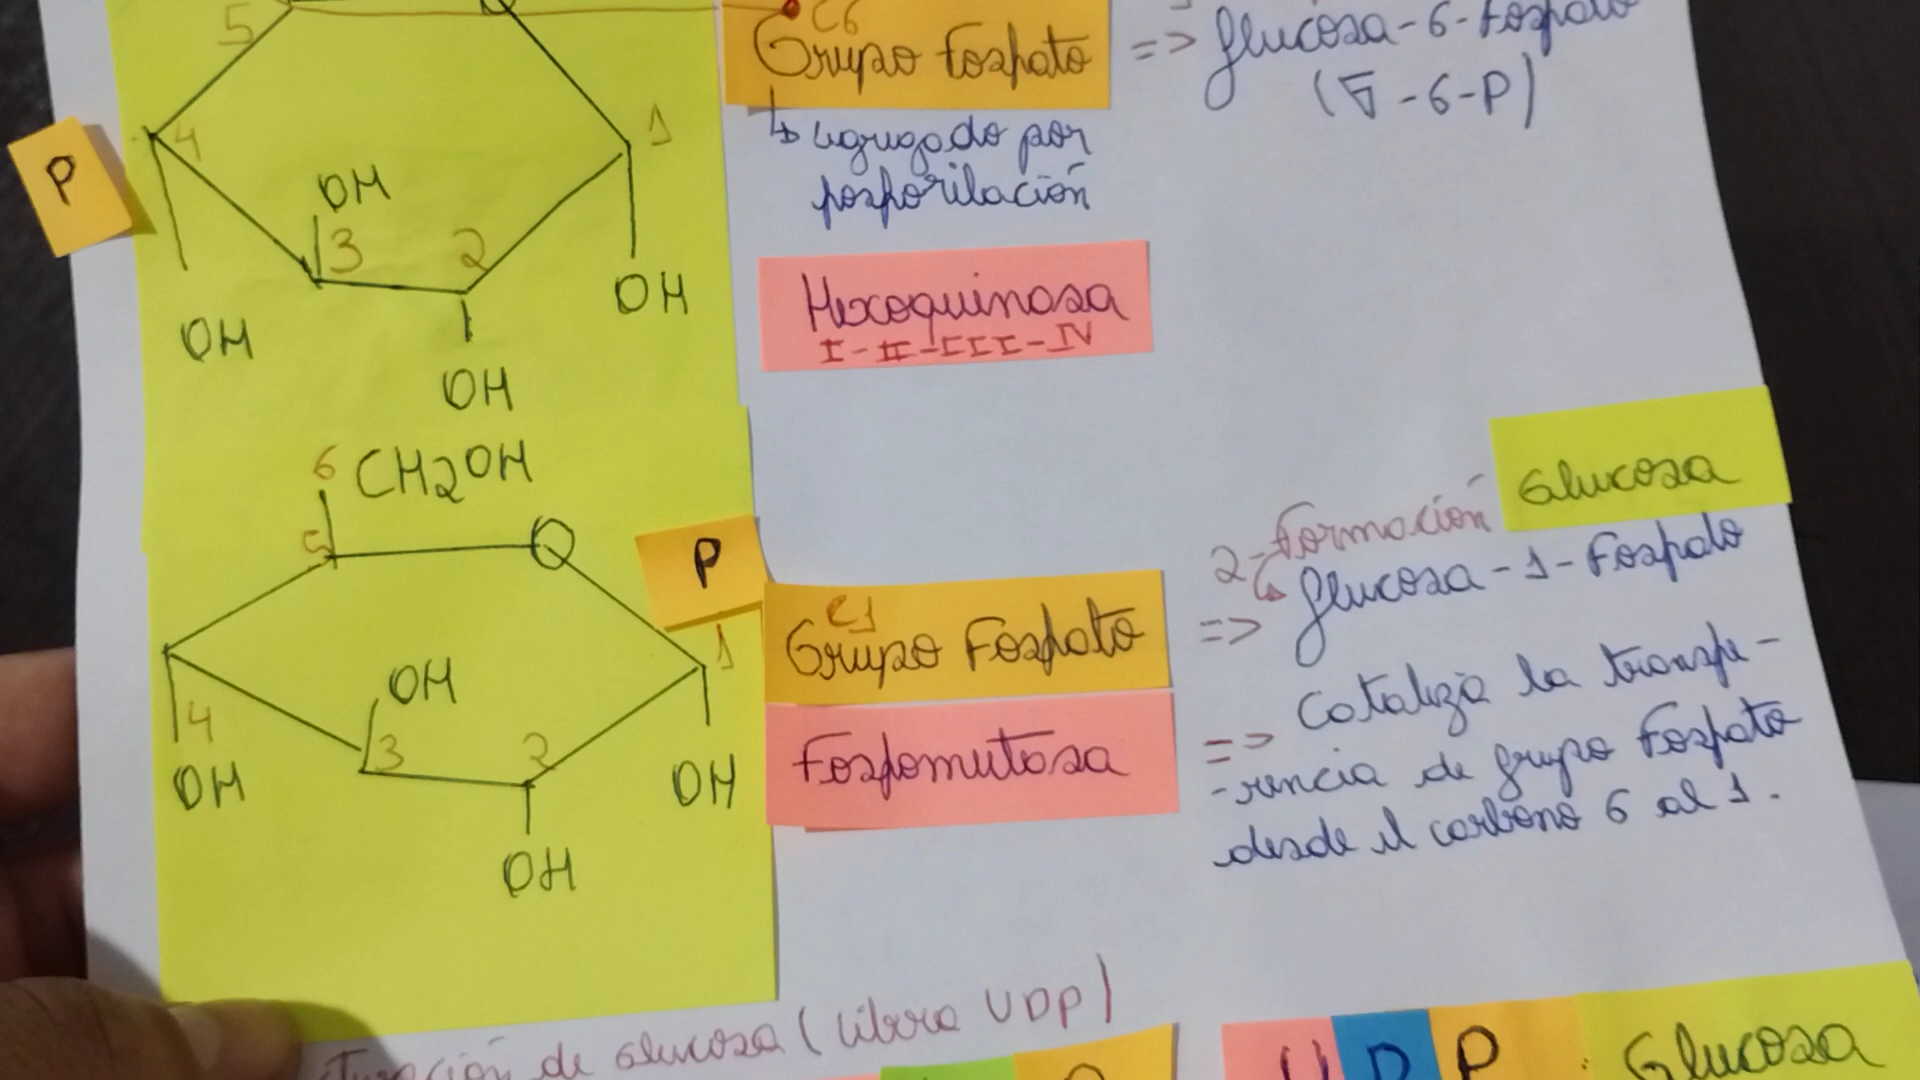 5
C6
Grupo Fosfato
=> glucosa-6-Fosfato
(G-6-P)
4
1
↳ agregado por
fosforilación
P
OH
3
2
OH
OH
OH
Hexoquinasa
I-II-III-IV
6 CH2OH
5
O
P
Glucosa
2-Formación
↳ glucosa-1-Fosfato
=>
C1
Grupo Fosfato
1
OH
4
3
2
OH
OH
OH
Fosfomutasa
=> Cataliza la transfe-
-rencia de grupo Fosfato
desde el carbono 6 al 1.
de Glucosa (Libera UDP)
U D P
Glucosa